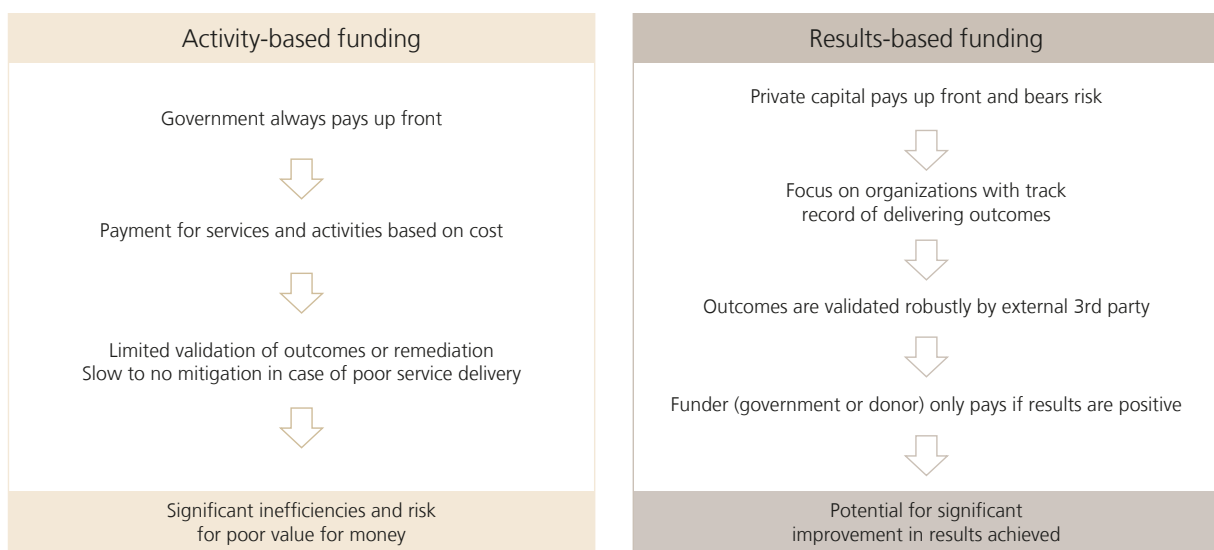 Activity-based funding
Government always pays up front
Payment for services and activities based on cost
Limited validation of outcomes or remediation
Slow to no mitigation in case of poor service delivery
Significant inefficiencies and risk
for poor value for money
Results-based funding
Private capital pays up front and bears risk
Focus on organizations with track
record of delivering outcomes
Outcomes are validated robustly by external 3rd party
Funder (government or donor) only pays if results are positive
Potential for significant
improvement in results achieved